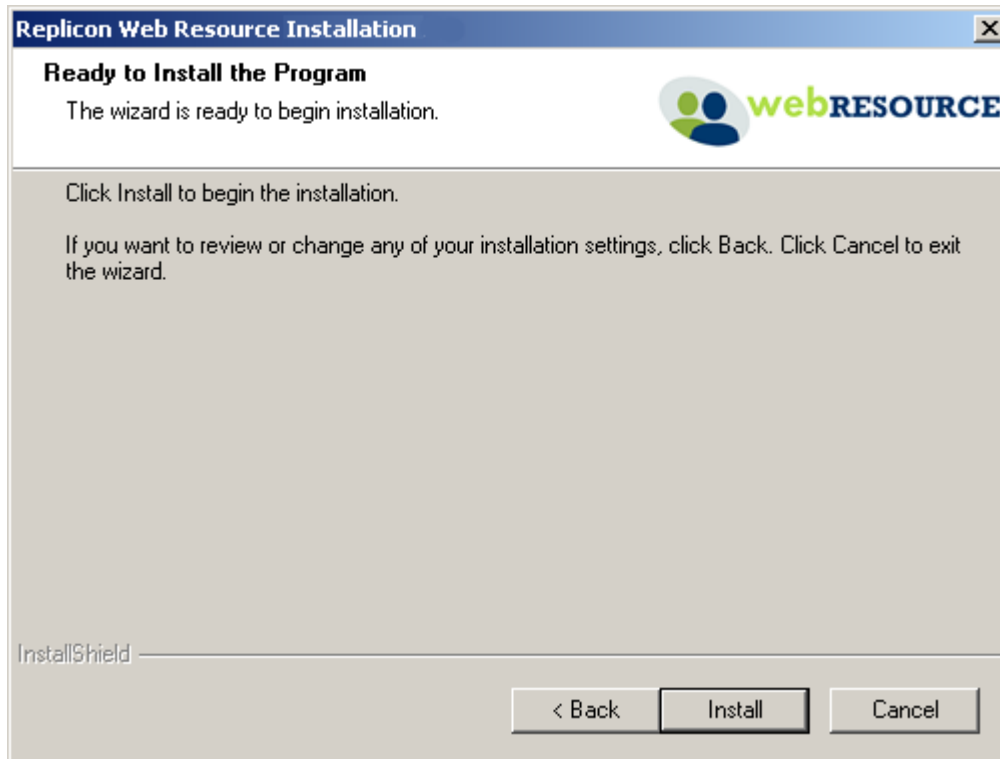 Replicon Web Resource Installation
Ready to Install the Program
The wizard is ready to begin installation.
webRESOURCE
Click Install to begin the installation.
If you want to review or change any of your installation settings, click Back. Click Cancel to exit
the wizard.
InstallShield
< Back
Install
Cancel